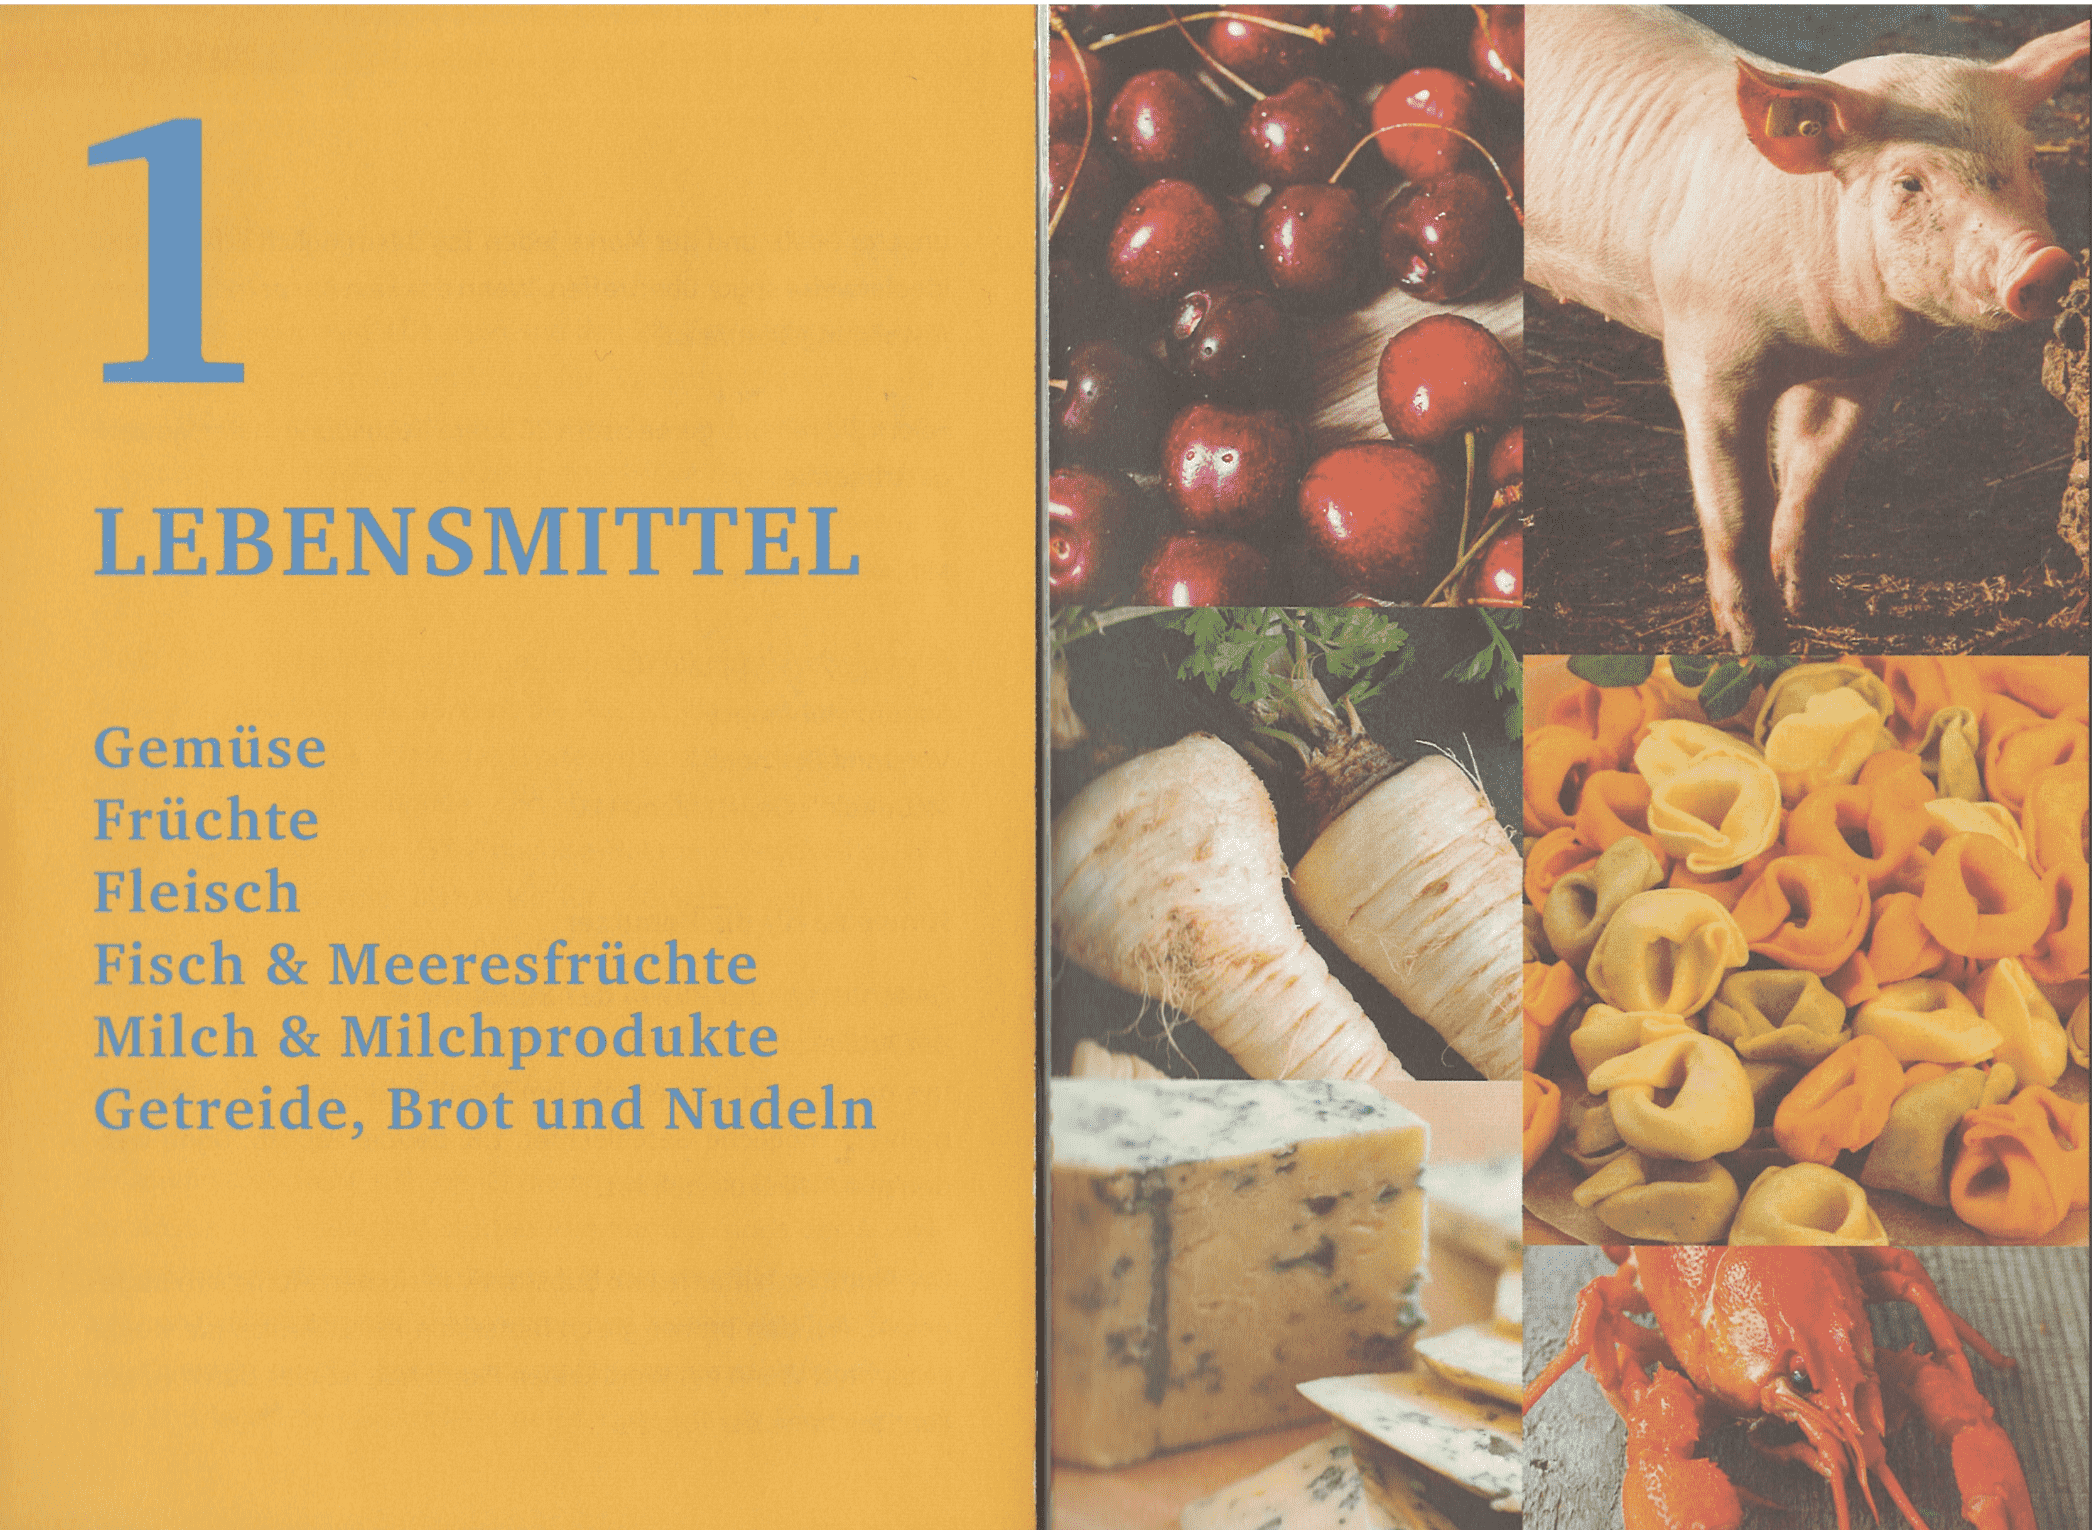 1
LEBENSMITTEL
Gemüse
Früchte
Fleisch
Fisch & Meeresfrüchte
Milch & Milchprodukte
Getreide, Brot und Nudeln